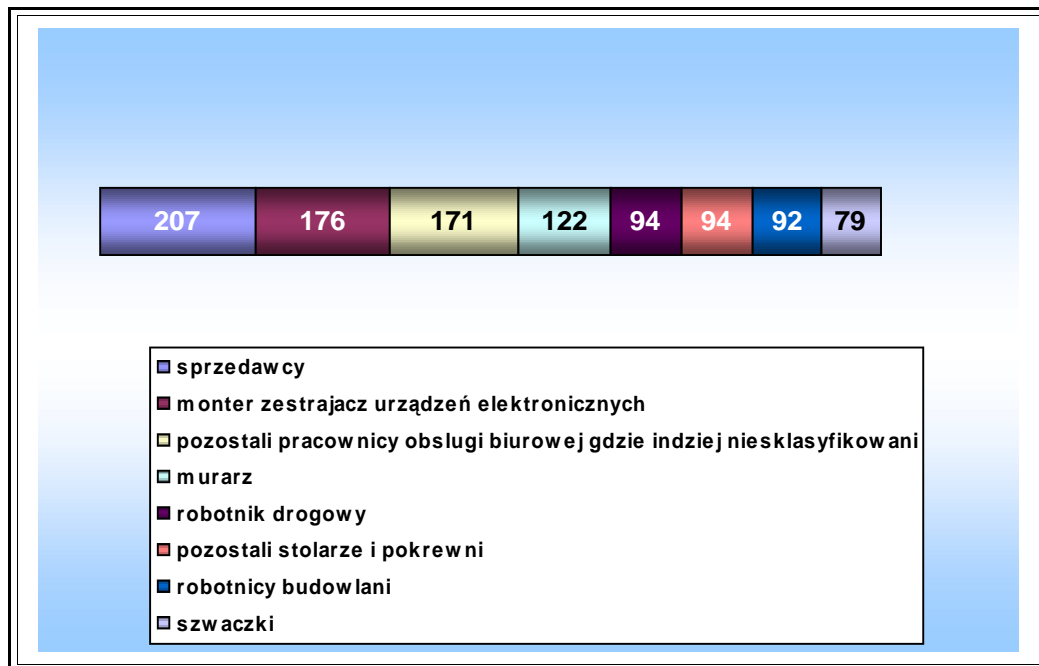 207 176 171 122 94 94 92 79
sprzedawcy
monter zestrajacz urządzeń elektronicznych
pozostali pracownicy obslugi biurowej gdzie indziej niesklasyfikowani
murarz
robotnik drogowy
pozostali stolarze i pokrewni
robotnicy budowlani
szwaczki